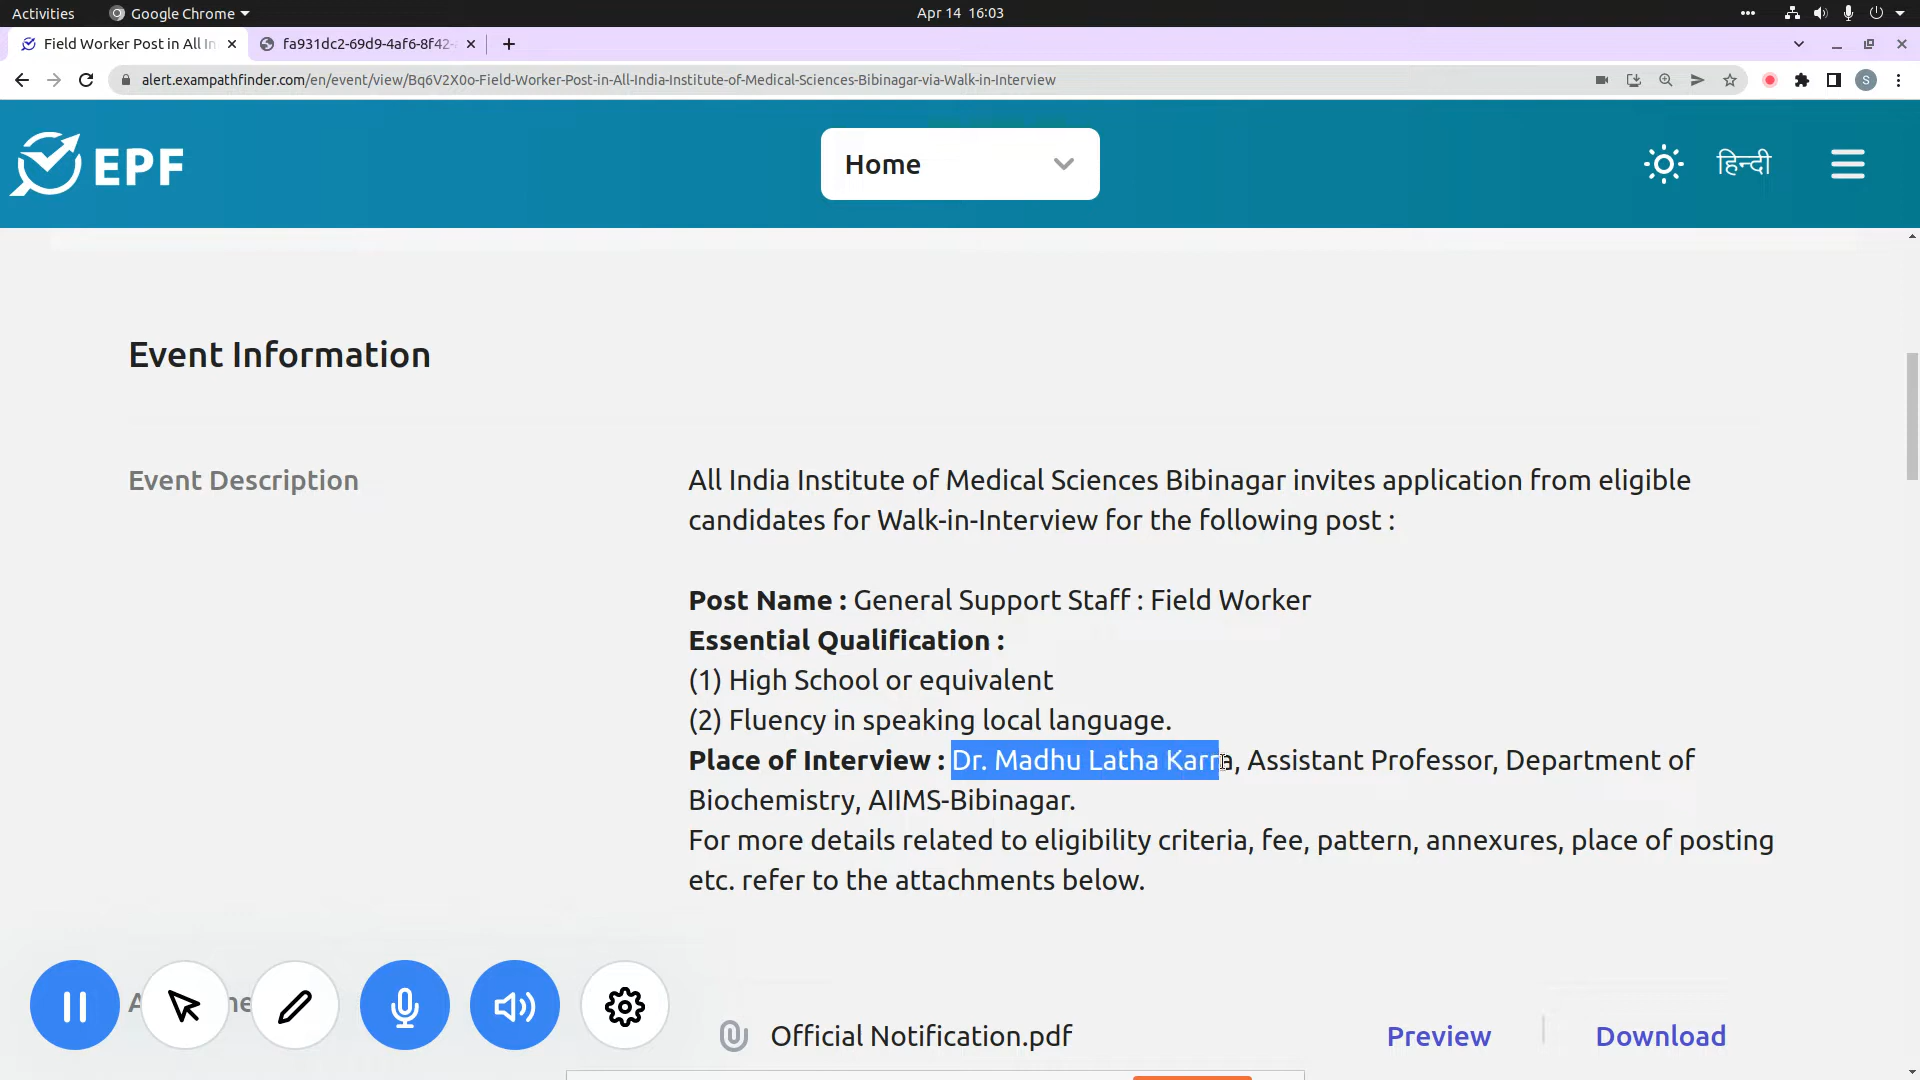 Activities Google Chrome Apr 14 16:03
Field Worker Post in All In fa931dc2-69d9-4af6-8f42-
alert.exampathfinder.com/en/event/view/Bq6V2X0o-Field-Worker-Post-in-All-India-Institute-of-Medical-Sciences-Bibinagar-via-Walk-in-Interview S
EPF Home हिन्दी
Event Information
Event Description
All India Institute of Medical Sciences Bibinagar invites application from eligible
candidates for Walk-in-Interview for the following post :
Post Name : General Support Staff : Field Worker
Essential Qualification :
(1) High School or equivalent
(2) Fluency in speaking local language.
Place of Interview : Dr. Madhu Latha Karra, Assistant Professor, Department of
Biochemistry, AIIMS-Bibinagar.
For more details related to eligibility criteria, fee, pattern, annexures, place of posting
etc. refer to the attachments below.
Official Notification.pdf Preview Download